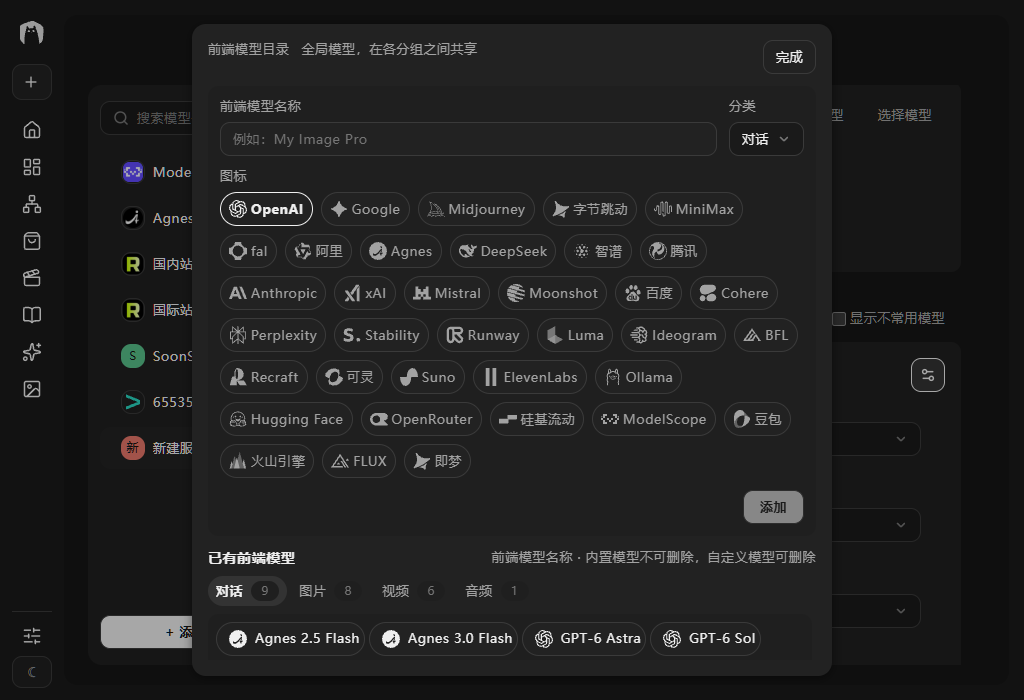 前端模型目录 全局模型，在各分组之间共享
完成
前端模型名称
分类
例如：My Image Pro
对话
图标
OpenAI
Google
Midjourney
字节跳动
MiniMax
fal
阿里
Agnes
DeepSeek
智谱
腾讯
Anthropic
xAI
Mistral
Moonshot
百度
Cohere
Perplexity
Stability
Runway
Luma
Ideogram
BFL
Recraft
可灵
Suno
ElevenLabs
Ollama
Hugging Face
OpenRouter
硅基流动
ModelScope
豆包
火山引擎
FLUX
即梦
添加
已有前端模型
前端模型名称 · 内置模型不可删除，自定义模型可删除
对话 9
图片 8
视频 6
音频 1
Agnes 2.5 Flash
Agnes 3.0 Flash
GPT-6 Astra
GPT-6 Sol
搜索模型
Mode
Agnes
国内站
国际站
S
SoonS
65535
新
新建服
+ 添
型
选择模型
显示不常用模型